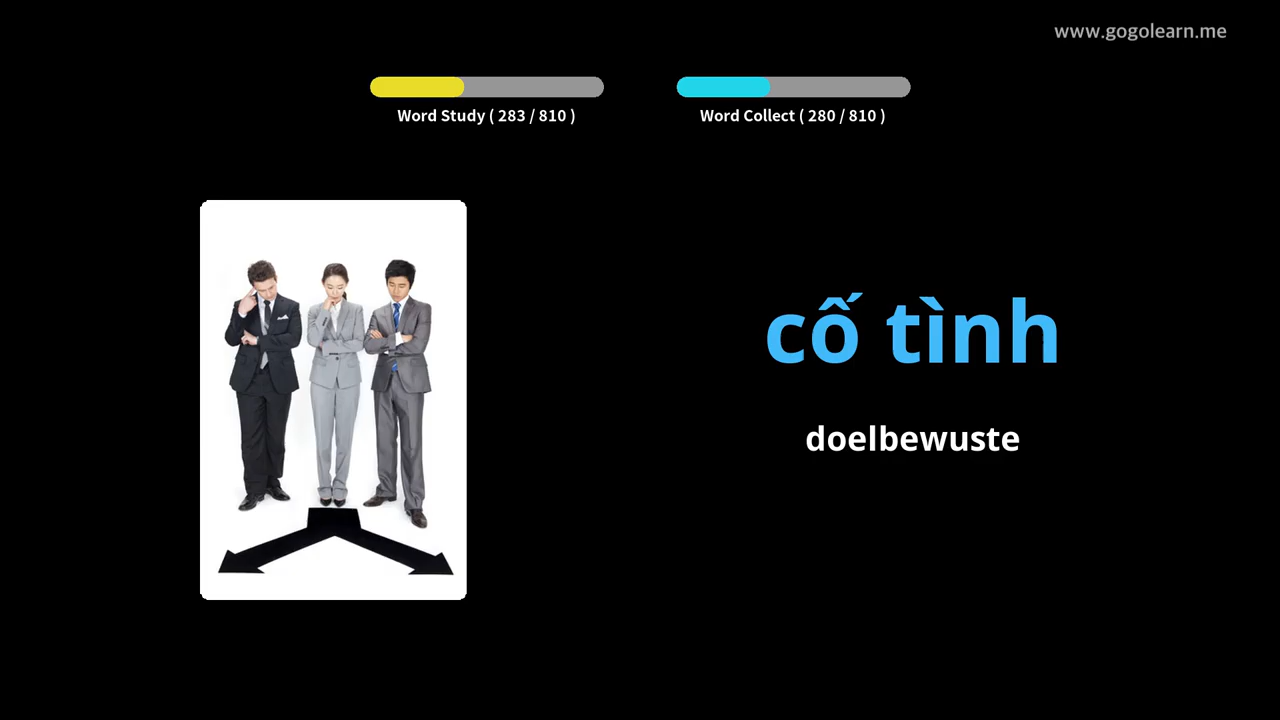 www.gogolearn.me
Word Study ( 283 / 810 )
Word Collect ( 280 / 810 )
cố tình
doelbewuste